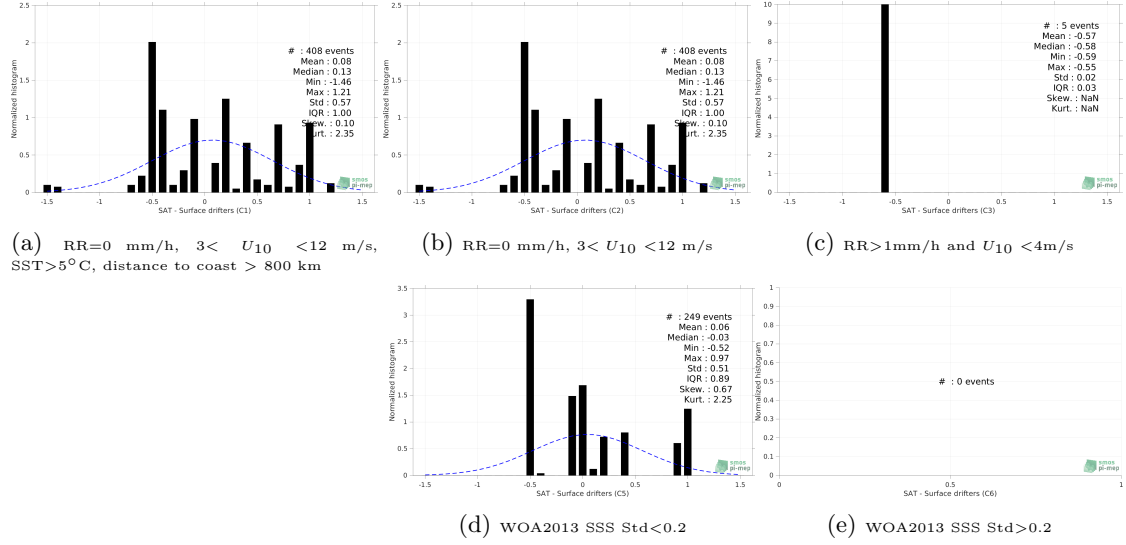 2.5
2
1.5
1
0.5
0
Normalized histogram
# : 408 events
Mean : 0.08
Median : 0.13
Min : -1.46
Max : 1.21
Std : 0.57
IQR : 1.00
Skew. : 0.10
Kurt. : 2.35
smos
pi-mep
-1.5 -1 -0.5 0 0.5 1 1.5
SAT - Surface drifters (C1)
2.5
2
1.5
1
0.5
0
Normalized histogram
# : 408 events
Mean : 0.08
Median : 0.13
Min : -1.46
Max : 1.21
Std : 0.57
IQR : 1.00
Skew. : 0.10
Kurt. : 2.35
smos
pi-mep
-1.5 -1 -0.5 0 0.5 1 1.5
SAT - Surface drifters (C2)
10
9
8
7
6
5
4
3
2
1
0
Normalized histogram
# : 5 events
Mean : -0.57
Median : -0.58
Min : -0.59
Max : -0.55
Std : 0.02
IQR : 0.03
Skew. : NaN
Kurt. : NaN
smos
pi-mep
-1.5 -1 -0.5 0 0.5 1 1.5
SAT - Surface drifters (C3)
(a) RR=0 mm/h, 3< U10 <12 m/s,
SST>5°C, distance to coast > 800 km
(b) RR=0 mm/h, 3< U10 <12 m/s
(c) RR>1mm/h and U10 <4m/s
3.5
3
2.5
2
1.5
1
0.5
0
Normalized histogram
# : 249 events
Mean : 0.06
Median : -0.03
Min : -0.52
Max : 0.97
Std : 0.51
IQR : 0.89
Skew. : 0.67
Kurt. : 2.25
smos
pi-mep
-1.5 -1 -0.5 0 0.5 1 1.5
SAT - Surface drifters (C5)
1
0.9
0.8
0.7
0.6
0.5
0.4
0.3
0.2
0.1
0
Normalized histogram
# : 0 events
smos
pi-mep
0 0.5 1
SAT - Surface drifters (C6)
(d) WOA2013 SSS Std<0.2
(e) WOA2013 SSS Std>0.2